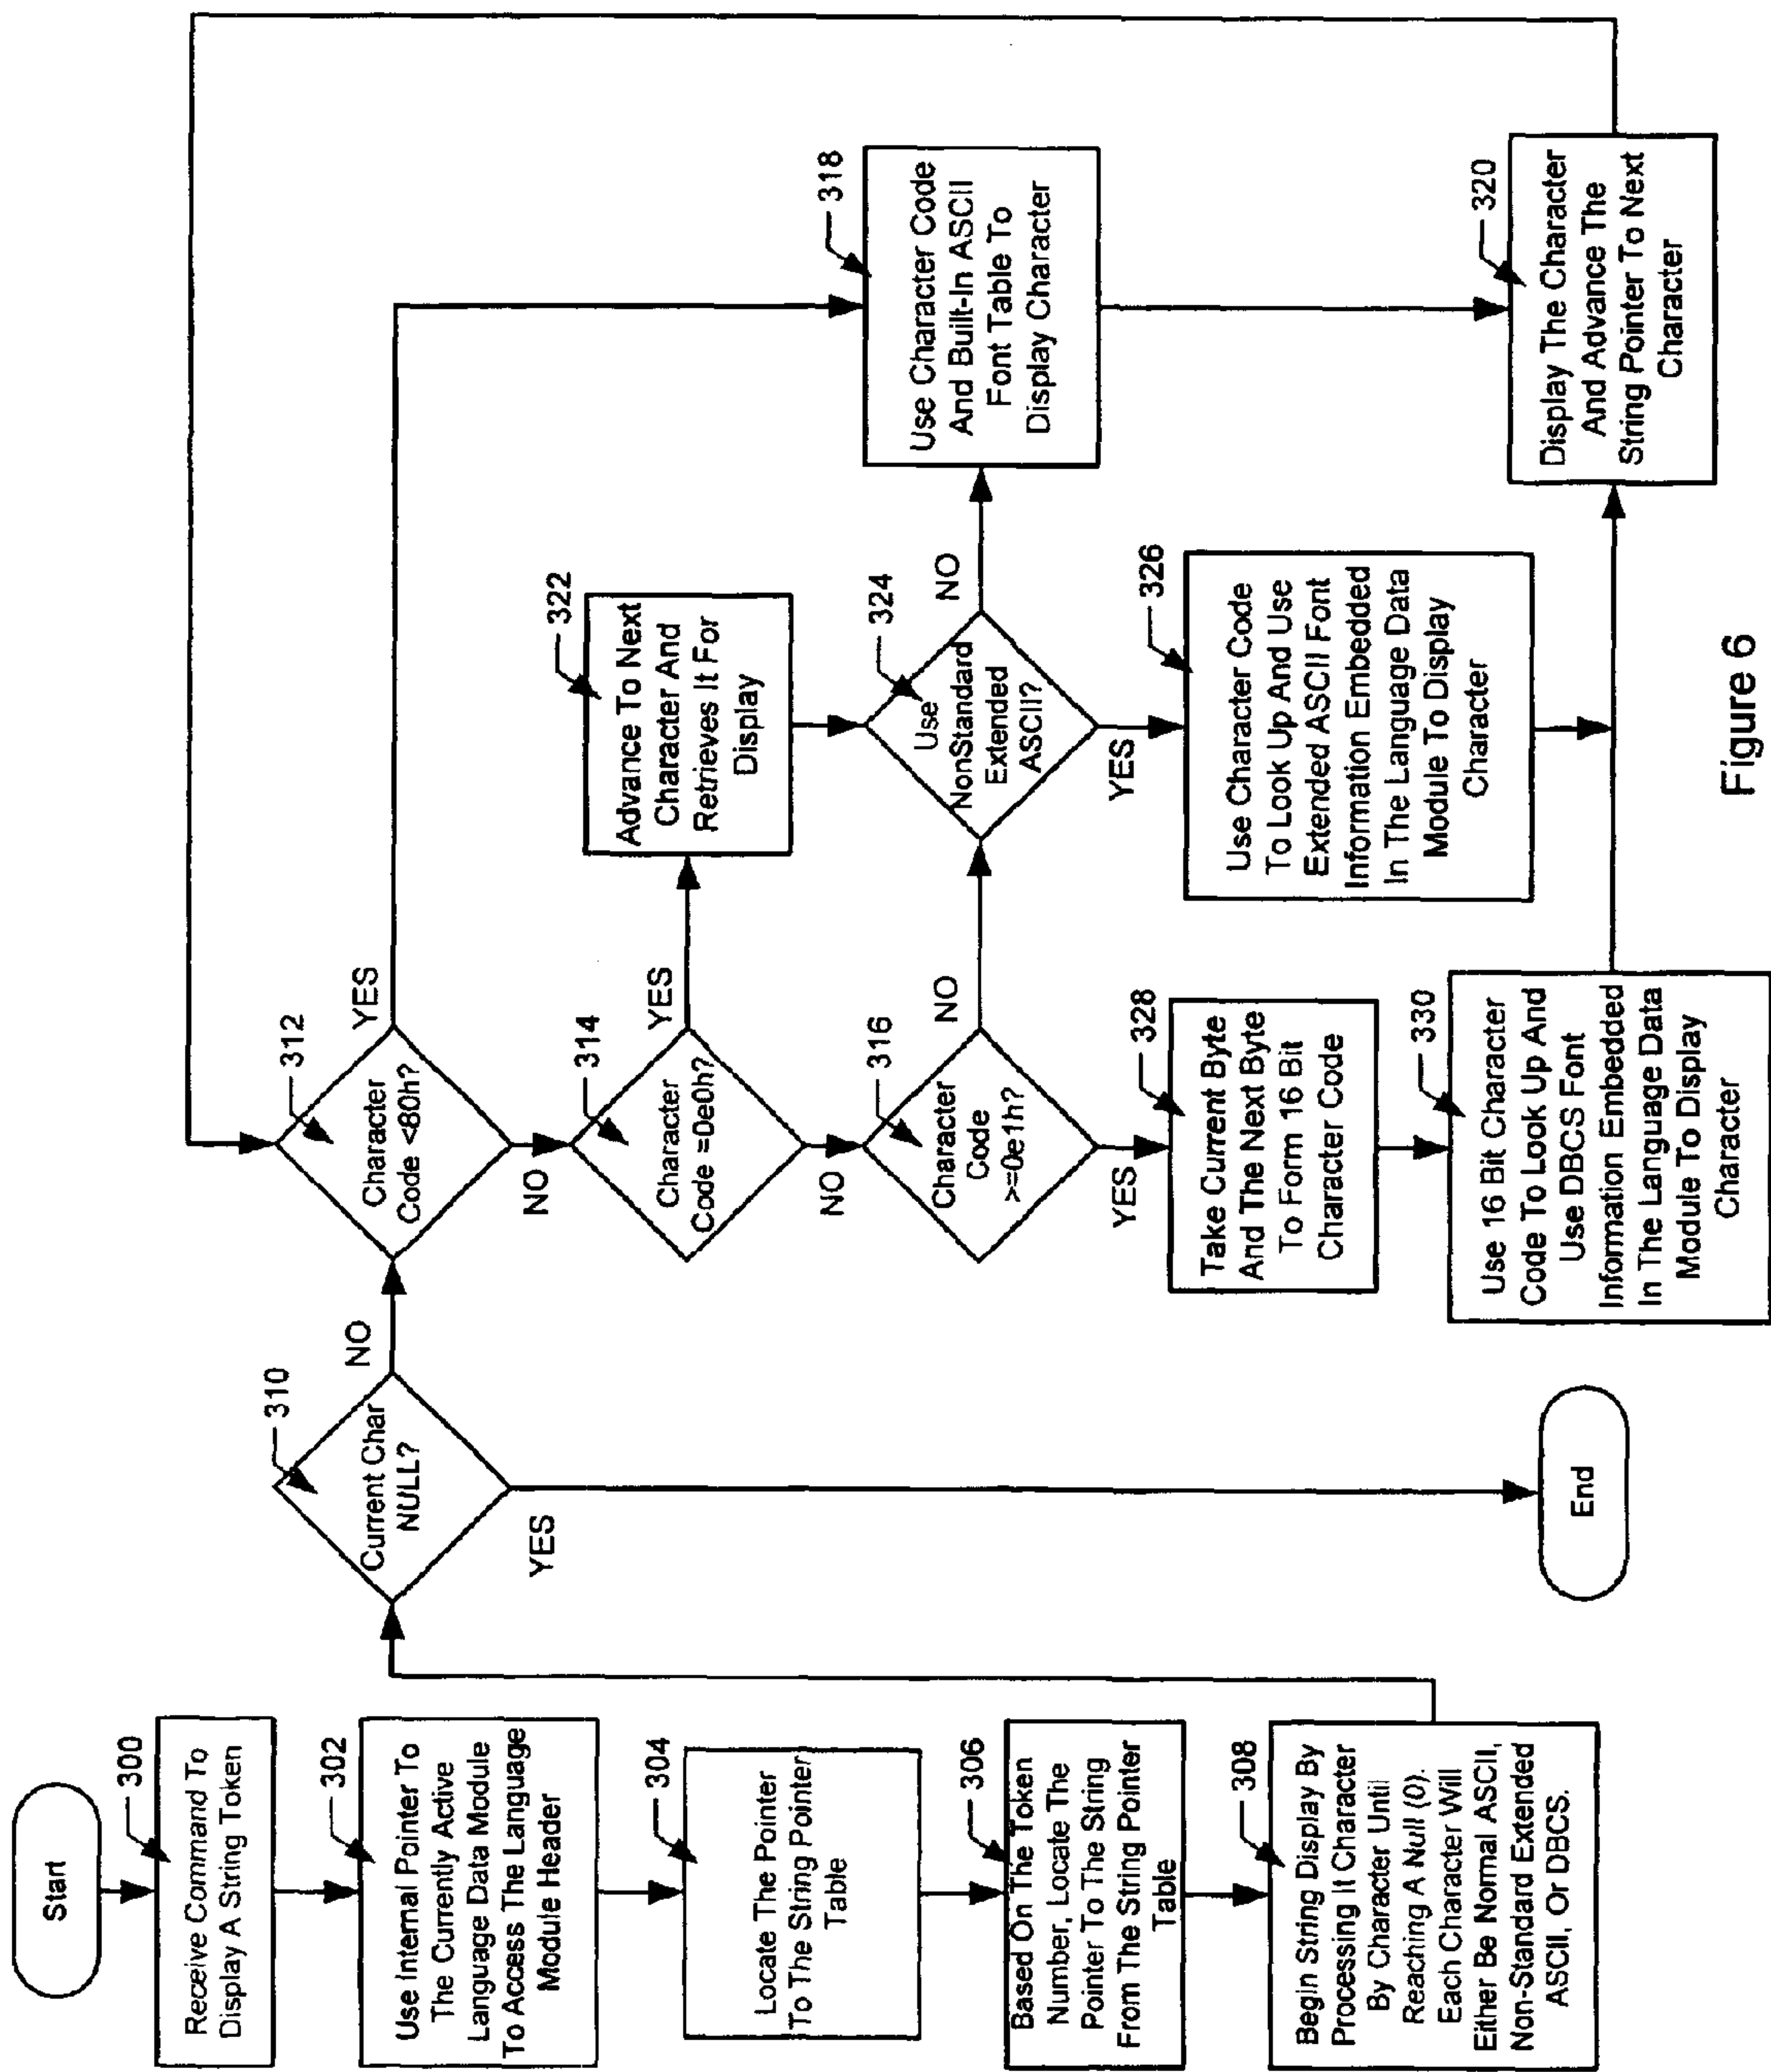 Start
300
Receive Command To
Display A String Token
302
Use Internal Pointer To
The Currently Active
Language Data Module
To Access The Language
Module Header
304
Locate The Pointer
To The String Pointer
Table
306
Based On The Token
Number, Locate The
Pointer To The String
From The String Pointer
Table
308
Begin String Display By
Processing It Character
By Character Until
Reaching A Null (0).
Each Character Will
Either Be Normal ASCII,
Non-Standard Extended
ASCII, Or DBCS.
310
Current Char
NULL?
NO
YES
End
312
Character
Code <80h?
YES
NO
314
Character
Code =0e0h?
YES
NO
316
Character
Code
>=0e1h?
NO
YES
328
Take Current Byte
And The Next Byte
To Form 16 Bit
Character Code
330
Use 16 Bit Character
Code To Look Up And
Use DBCS Font
Information Embedded
In The Language Data
Module To Display
Character
322
Advance To Next
Character And
Retrieves It For
Display
324
Use
NonStandard
Extended
ASCII?
NO
YES
326
Use Character Code
To Look Up And Use
Extended ASCII Font
Information Embedded
In The Language Data
Module To Display
Character
318
Use Character Code
And Built-In ASCII
Font Table To
Display Character
320
Display The Character
And Advance The
String Pointer To Next
Character
Figure 6